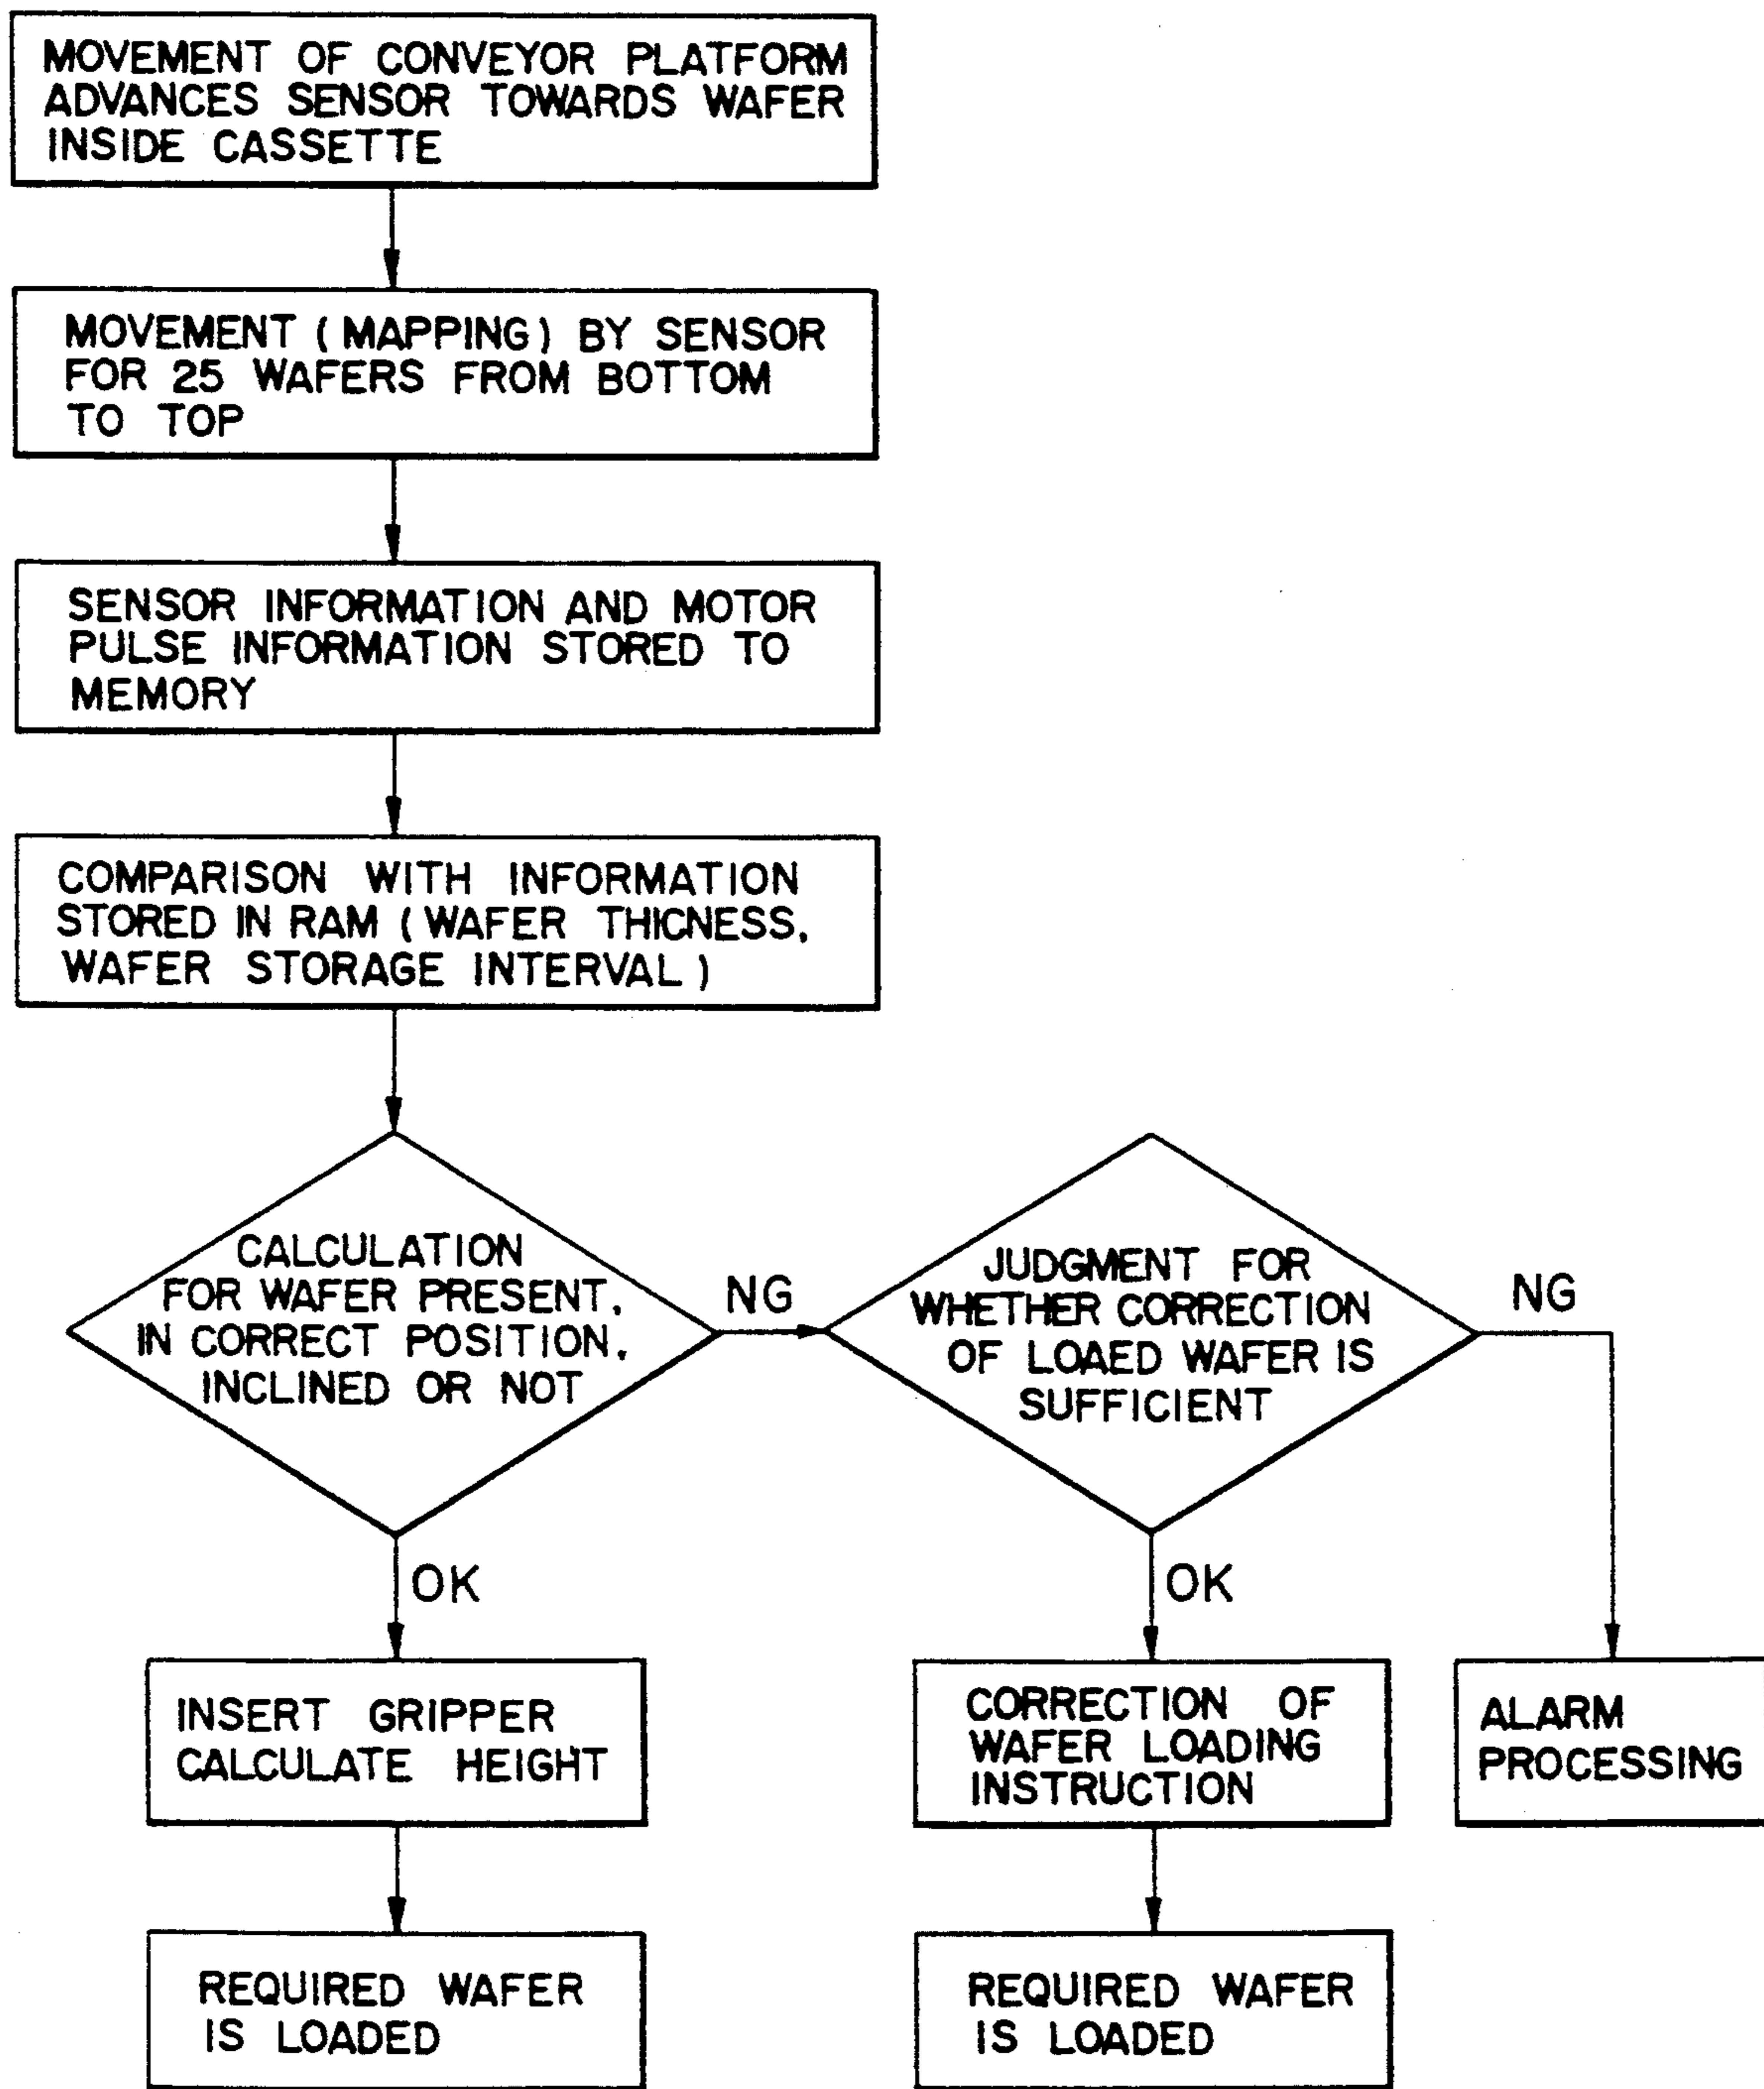 MOVEMENT OF CONVEYOR PLATFORM
ADVANCES SENSOR TOWARDS WAFER
INSIDE CASSETTE
MOVEMENT (MAPPING) BY SENSOR
FOR 25 WAFERS FROM BOTTOM
TO TOP
SENSOR INFORMATION AND MOTOR
PULSE INFORMATION STORED TO
MEMORY
COMPARISON WITH INFORMATION
STORED IN RAM (WAFER THICNESS,
WAFER STORAGE INTERVAL)
CALCULATION
FOR WAFER PRESENT,
IN CORRECT POSITION,
INCLINED OR NOT
NG
JUDGMENT FOR
WHETHER CORRECTION
OF LOAED WAFER IS
SUFFICIENT
NG
OK
OK
INSERT GRIPPER
CALCULATE HEIGHT
CORRECTION OF
WAFER LOADING
INSTRUCTION
ALARM
PROCESSING
REQUIRED WAFER
IS LOADED
REQUIRED WAFER
IS LOADED